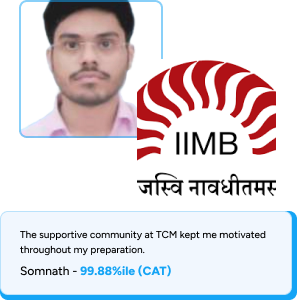 IIMB
जस्वि नावधीतमस
The supportive community at TCM kept me motivated
throughout my preparation.
Somnath - 99.88%ile (CAT)